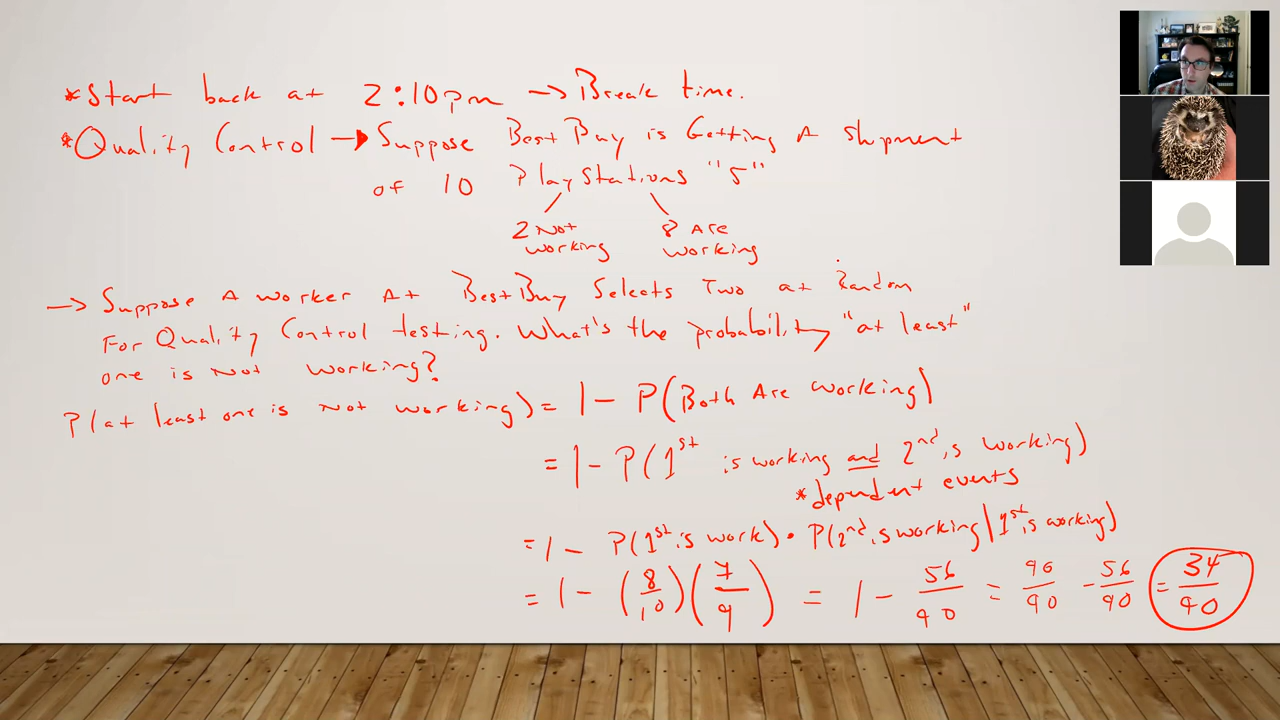 *Start back at 2:10pm → Break time.
*Quality Control → Suppose Best Buy is Getting A shipment
of 10 PlayStations "5"
2 Not working
8 Are working
→ Suppose A worker At Best Buy Selects Two at Random
For Quality Control testing. What's the probability "at least"
one is Not working?
P(at least one is Not working) = 1 - P(Both Are working)
= 1 - P(1st is working and 2nd is working)
*dependent events
= 1 - P(1st is work) • P(2nd is working | 1st is working)
= 1 - (8/10)(7/9) = 1 - 56/90 = 90/90 - 56/90 = 34/90